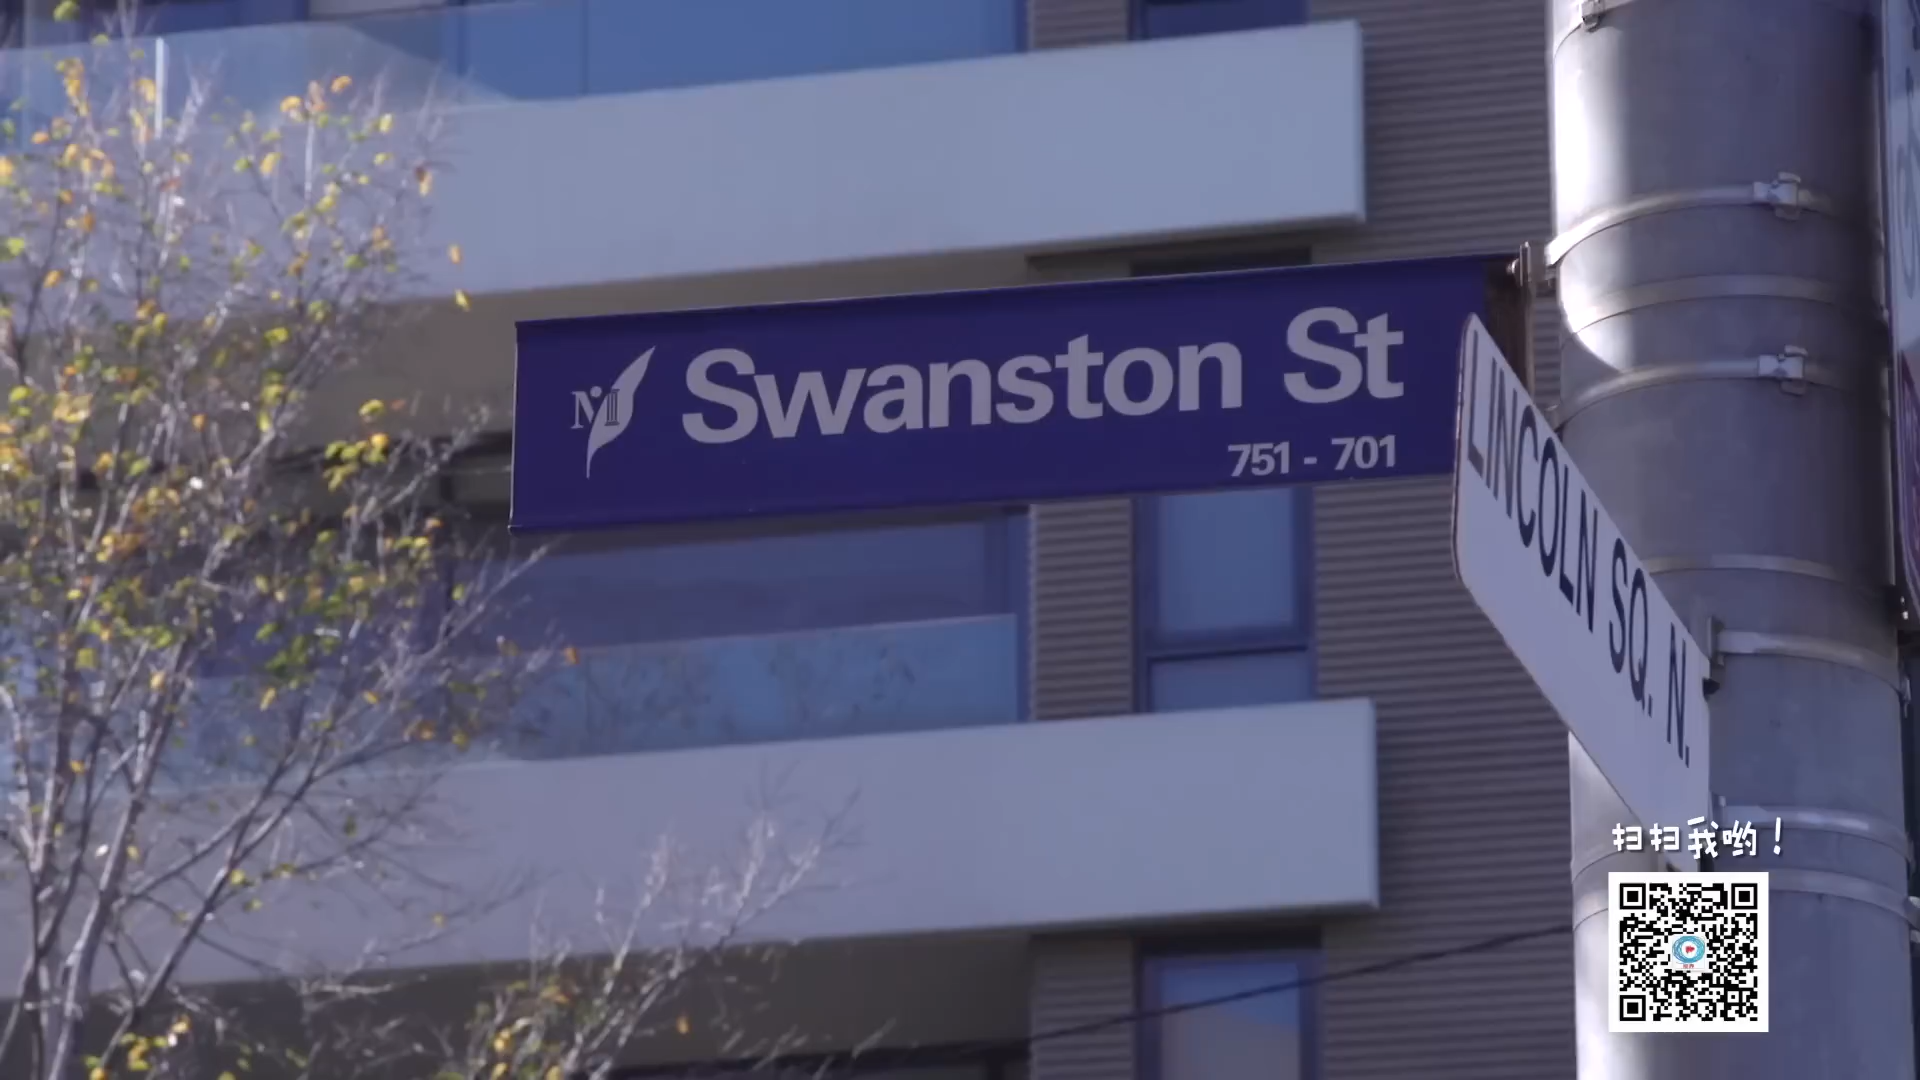 Swanston St
751 - 701
LINCOLN SQ. N.
扫扫我哟！